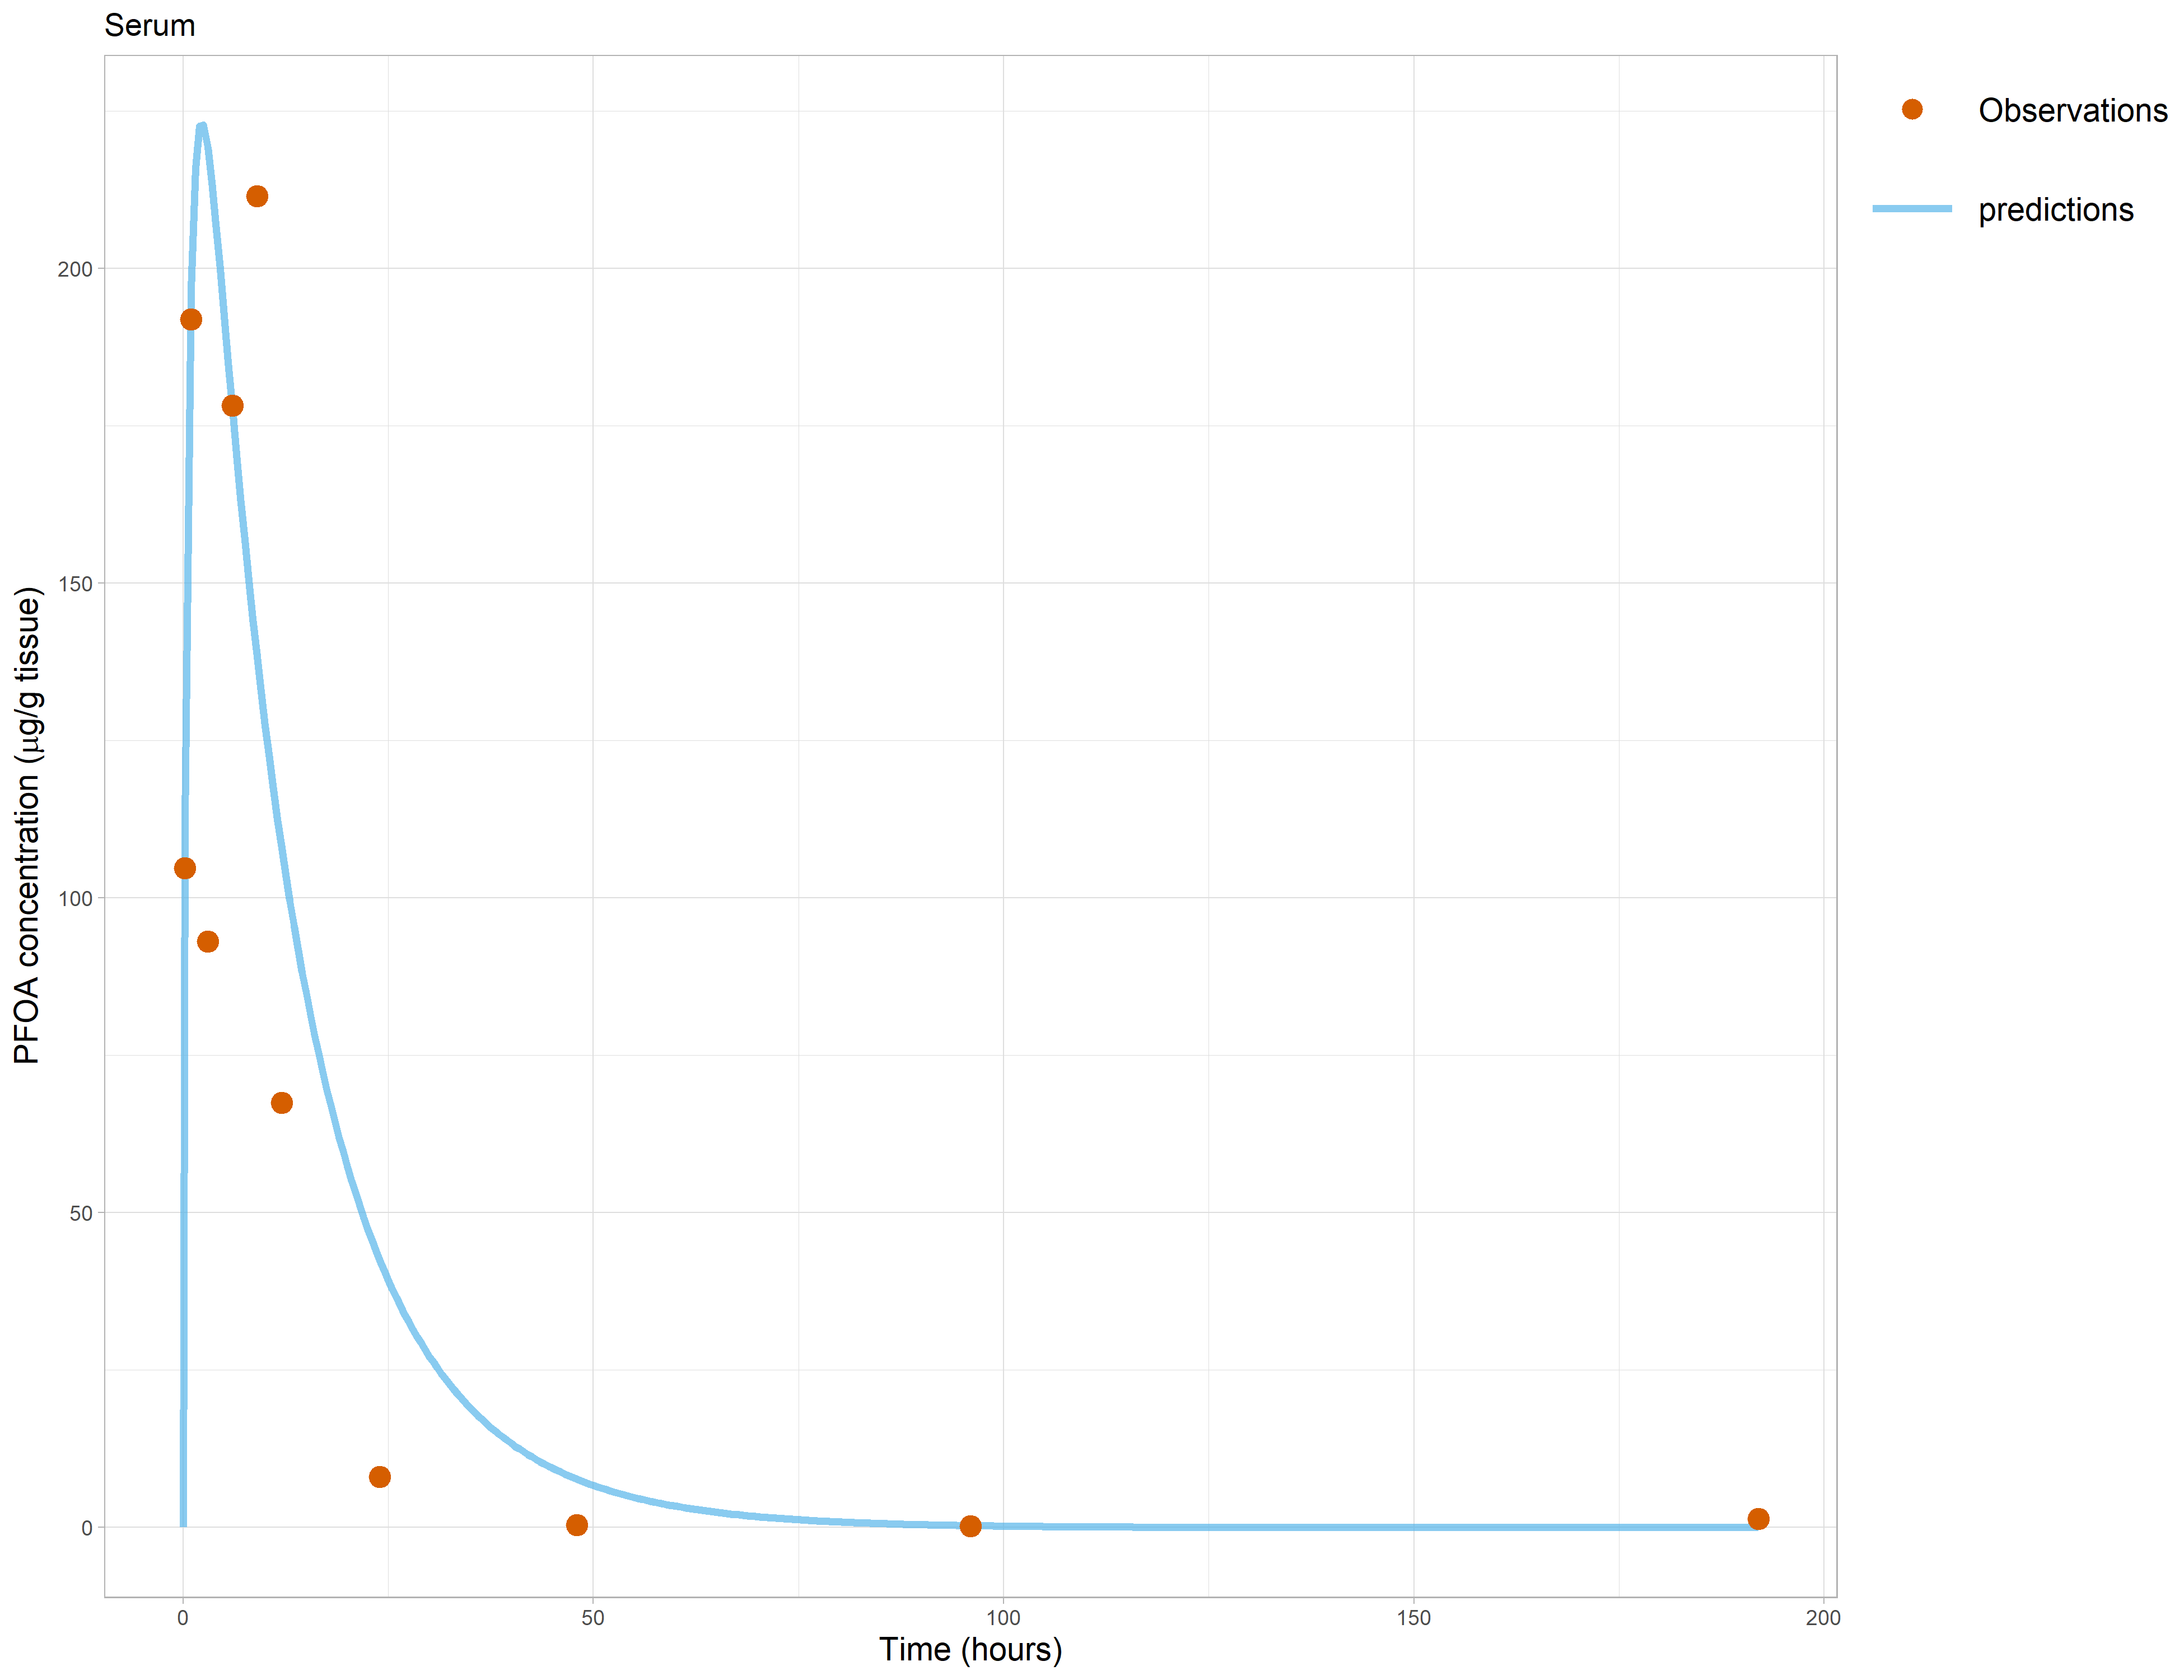 Serum
Observations
predictions
PFOA concentration (μg/g tissue)
200
150
100
50
0
0
50
100
150
200
Time (hours)